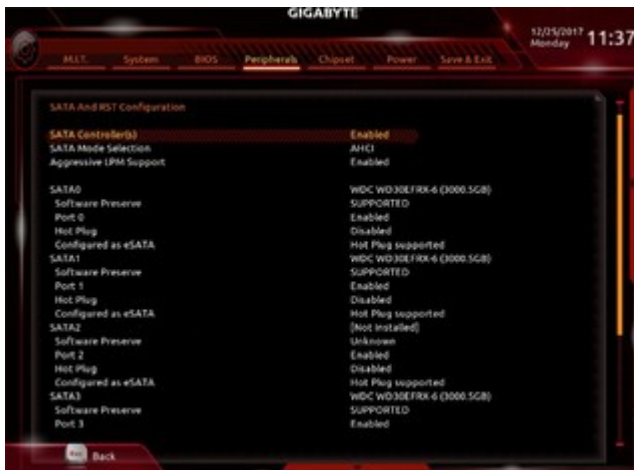 GIGABYTE
12/25/2017
Monday
11:37
M.I.T. System BIOS Peripherals Chipset Power Save & Exit
SATA And RST Configuration
SATA Controller(s) Enabled
SATA Mode Selection AHCI
Aggressive LPM Support Enabled
SATA0 WDC WD30EFRX-6 (3000.5GB)
Software Preserve SUPPORTED
Port 0 Enabled
Hot Plug Disabled
Configured as eSATA Hot Plug supported
SATA1 WDC WD30EFRX-6 (3000.5GB)
Software Preserve SUPPORTED
Port 1 Enabled
Hot Plug Disabled
Configured as eSATA Hot Plug supported
SATA2 [Not Installed]
Software Preserve Unknown
Port 2 Enabled
Hot Plug Disabled
Configured as eSATA Hot Plug supported
SATA3 WDC WD30EFRX-6 (3000.5GB)
Software Preserve SUPPORTED
Port 3 Enabled
Esc Back